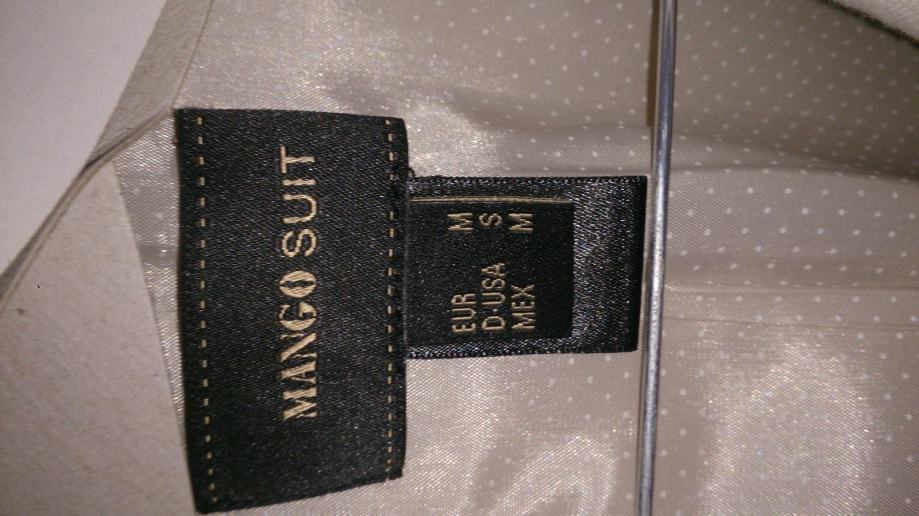 MANGO SUIT
EUR M
D-USA S
MEX M